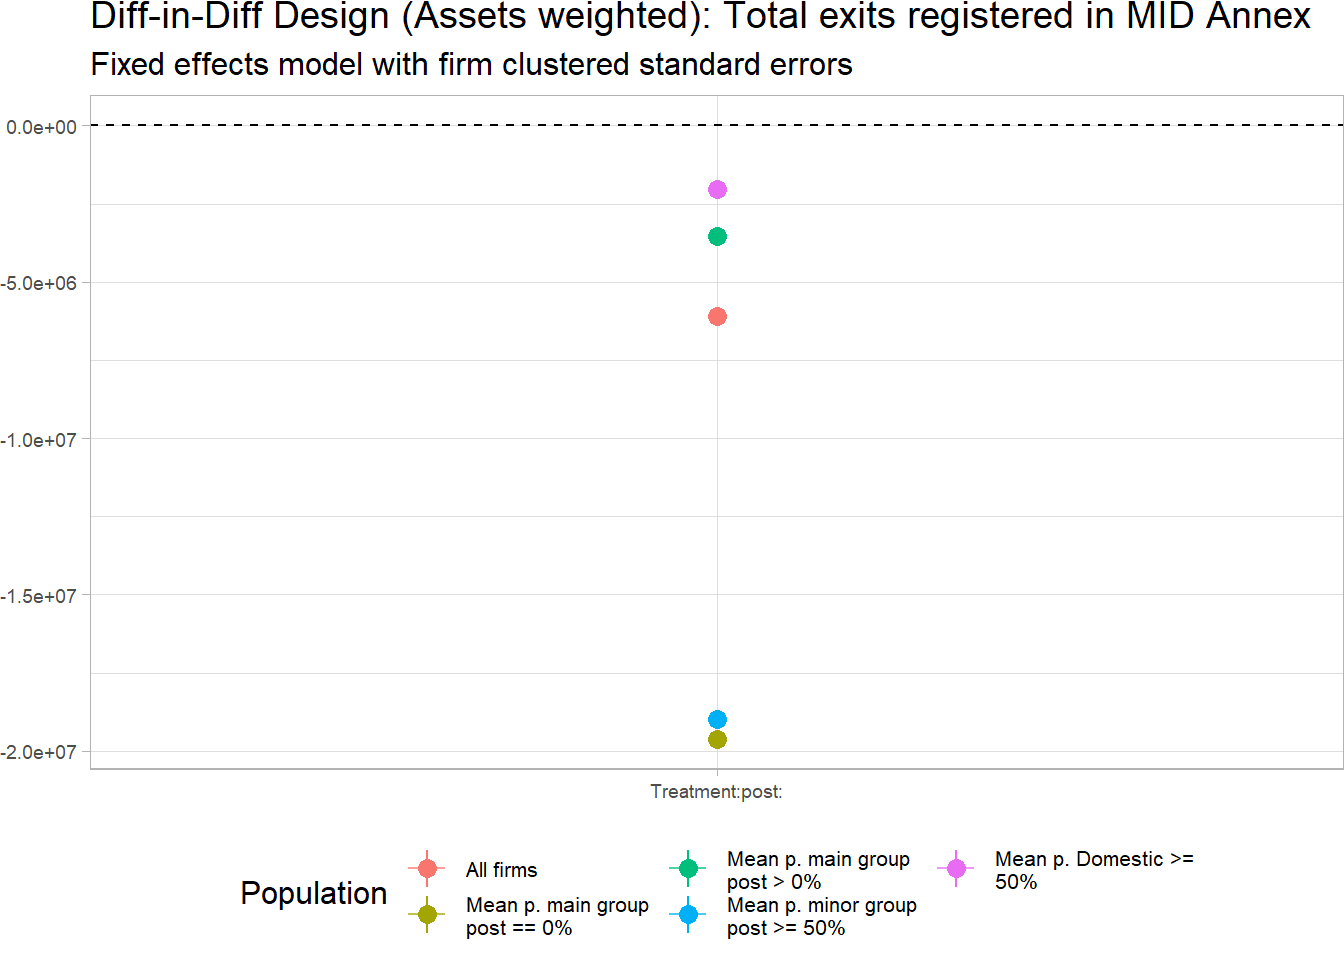 Diff-in-Diff Design (Assets weighted): Total exits registered in MID Annex
Fixed effects model with firm clustered standard errors
0.0e+00
-5.0e+06
-1.0e+07
-1.5e+07
-2.0e+07
Treatment:post:
Population
All firms
Mean p. main group
post == 0%
Mean p. main group
post > 0%
Mean p. minor group
post >= 50%
Mean p. Domestic >=
50%